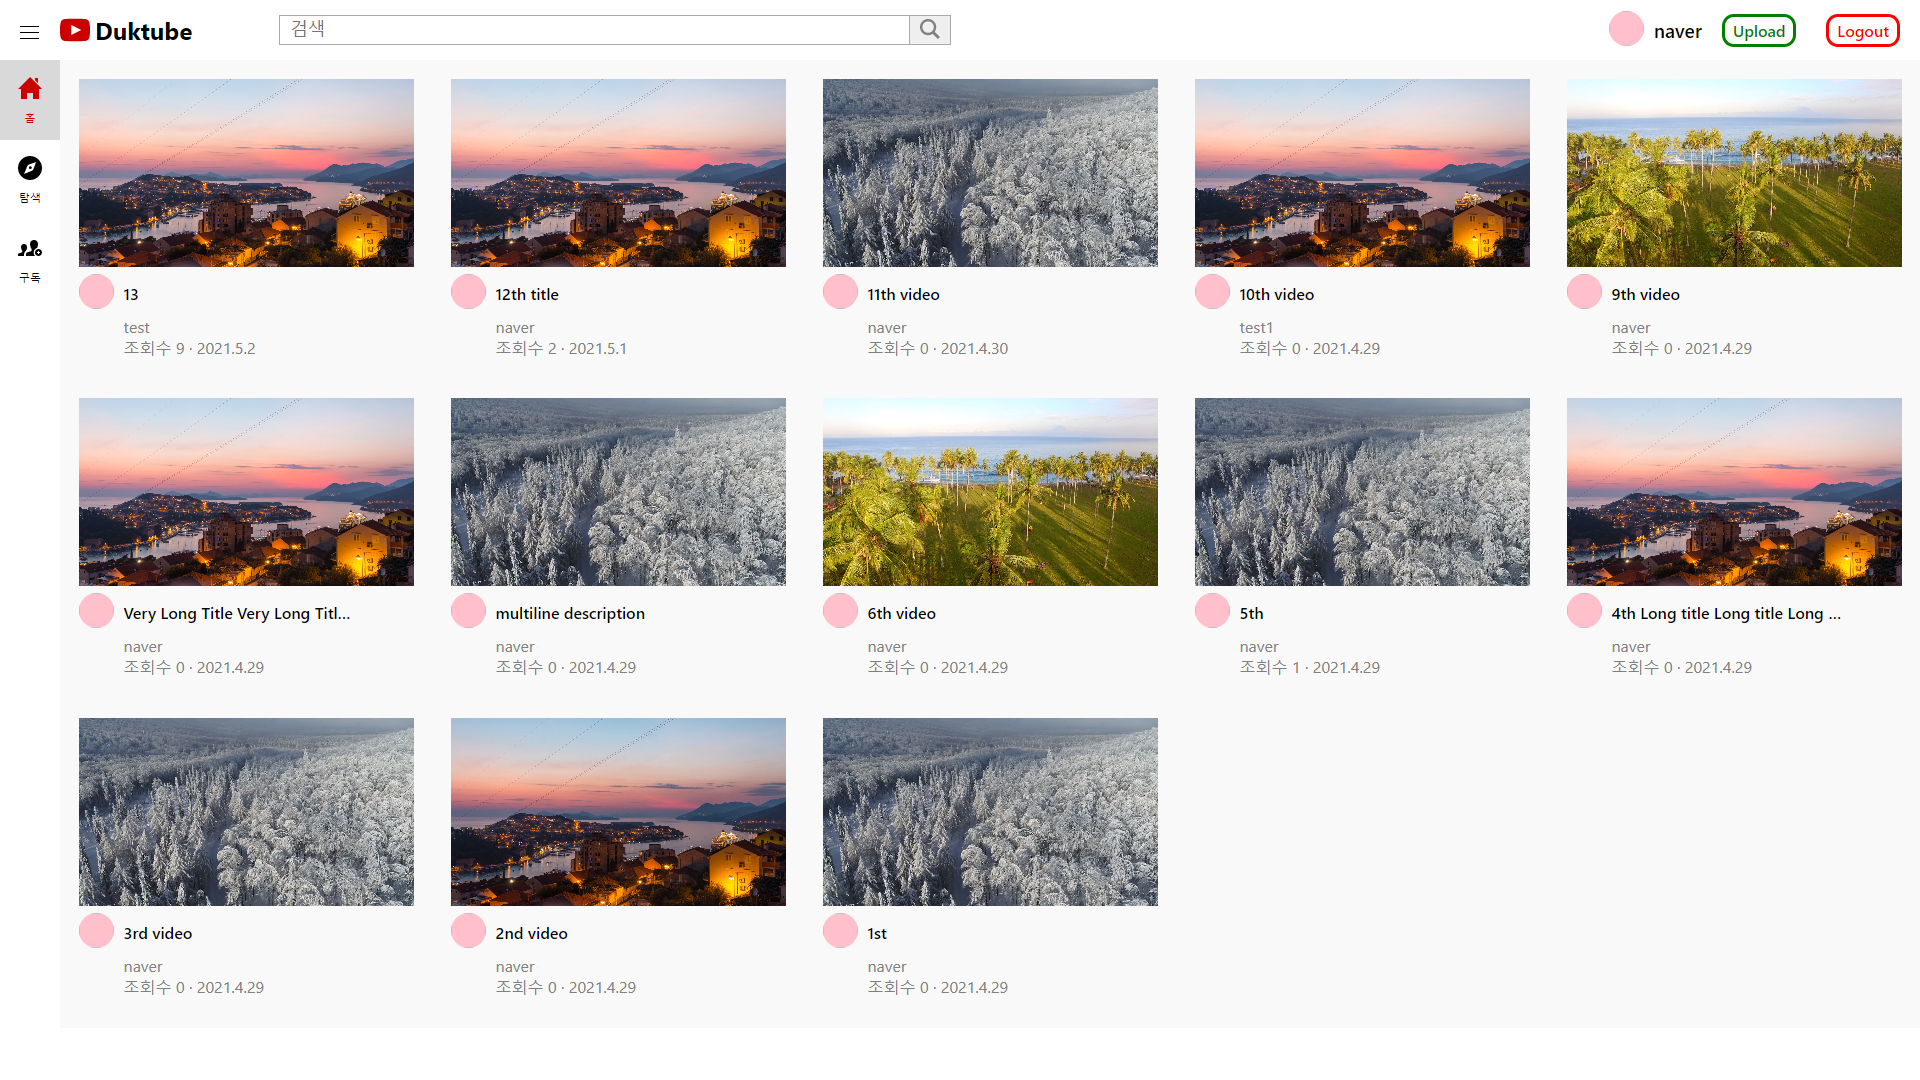 Duktube
검색
naver
Upload
Logout
홈
탐색
구독
13
test
조회수 9 · 2021.5.2
12th title
naver
조회수 2 · 2021.5.1
11th video
naver
조회수 0 · 2021.4.30
10th video
test1
조회수 0 · 2021.4.29
9th video
naver
조회수 0 · 2021.4.29
Very Long Title Very Long Titl...
naver
조회수 0 · 2021.4.29
multiline description
naver
조회수 0 · 2021.4.29
6th video
naver
조회수 0 · 2021.4.29
5th
naver
조회수 1 · 2021.4.29
4th Long title Long title Long ...
naver
조회수 0 · 2021.4.29
3rd video
naver
조회수 0 · 2021.4.29
2nd video
naver
조회수 0 · 2021.4.29
1st
naver
조회수 0 · 2021.4.29